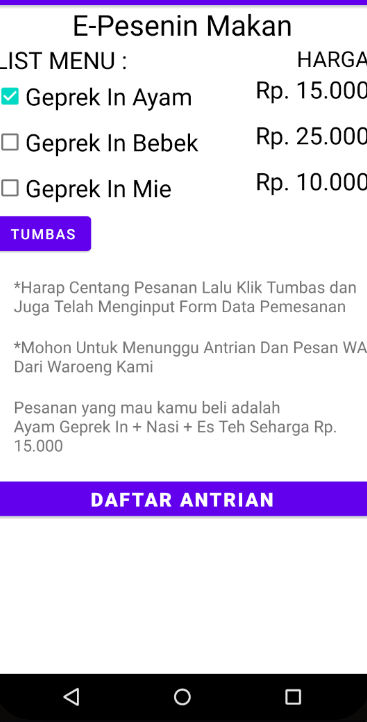 E-Pesenin Makan
LIST MENU : HARGA
Geprek In Ayam Rp. 15.000
Geprek In Bebek Rp. 25.000
Geprek In Mie Rp. 10.000
TUMBAS
*Harap Centang Pesanan Lalu Klik Tumbas dan
Juga Telah Menginput Form Data Pemesanan
*Mohon Untuk Menunggu Antrian Dan Pesan WA
Dari Waroeng Kami
Pesanan yang mau kamu beli adalah
Ayam Geprek In + Nasi + Es Teh Seharga Rp.
15.000
DAFTAR ANTRIAN